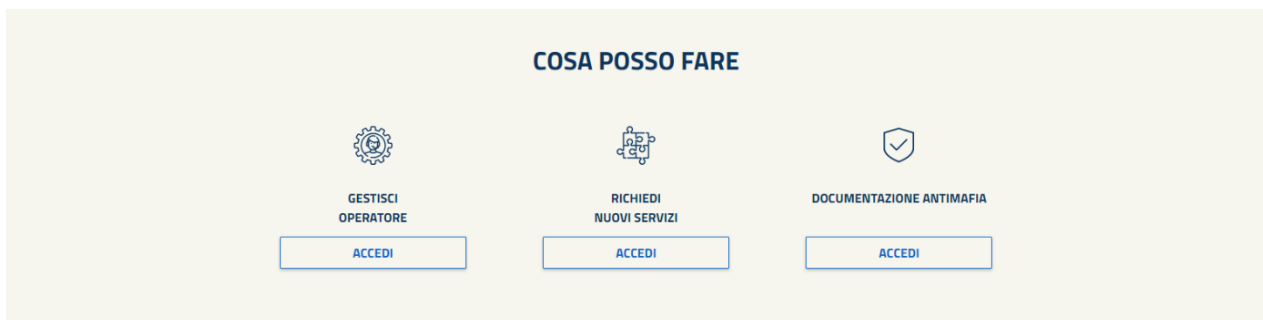 COSA POSSO FARE
GESTISCI
OPERATORE
ACCEDI
RICHIEDI
NUOVI SERVIZI
ACCEDI
DOCUMENTAZIONE ANTIMAFIA
ACCEDI